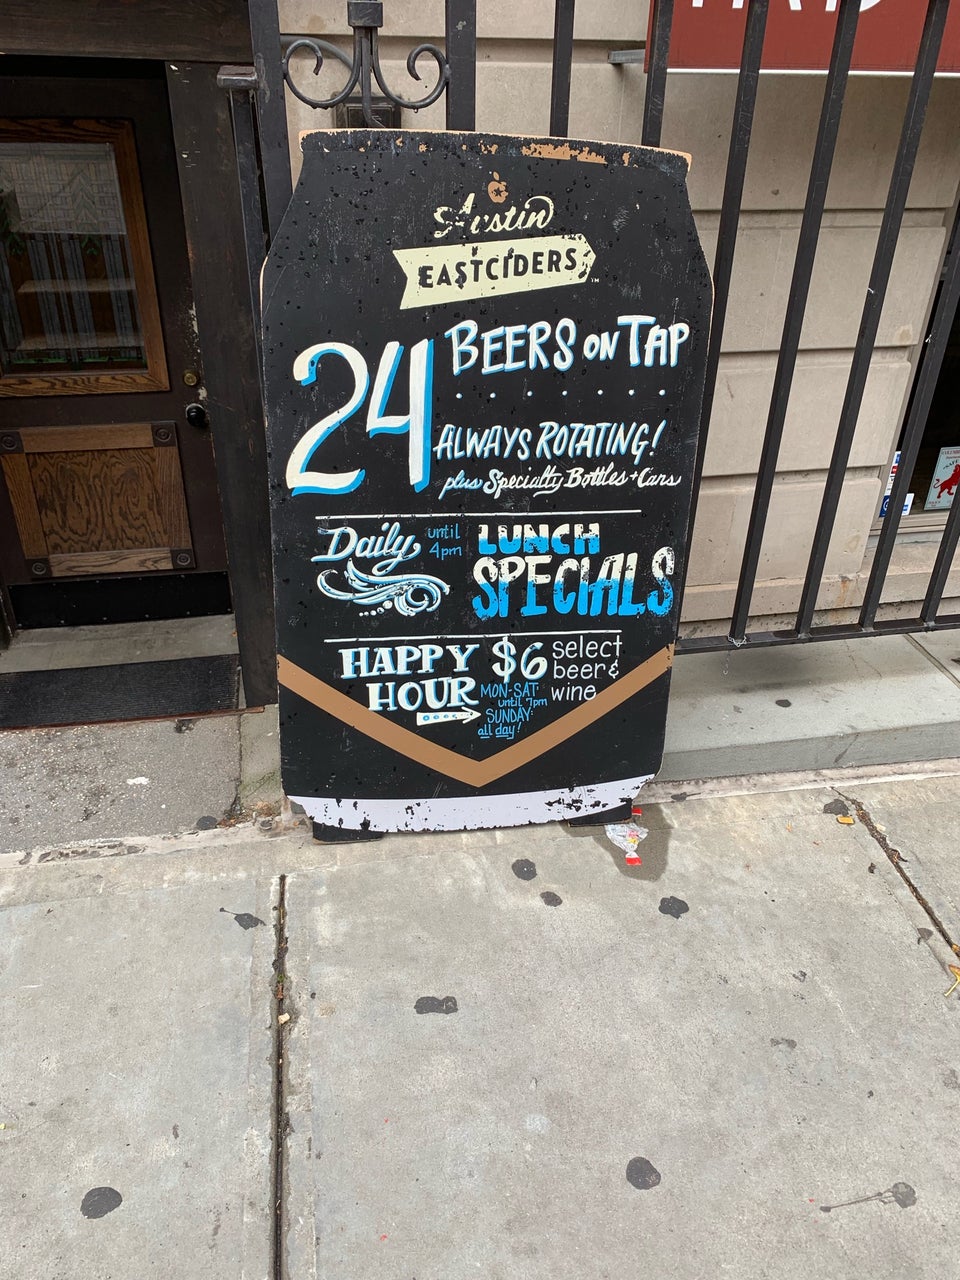 Austin
EASTCIDERS
24 BEERS ON TAP
ALWAYS ROTATING!
plus Specialty Bottles + Cans
Daily until 4pm
LUNCH
SPECIALS
HAPPY HOUR
$6 select beer & wine
MON-SAT:
until 7pm
SUNDAY:
all day!